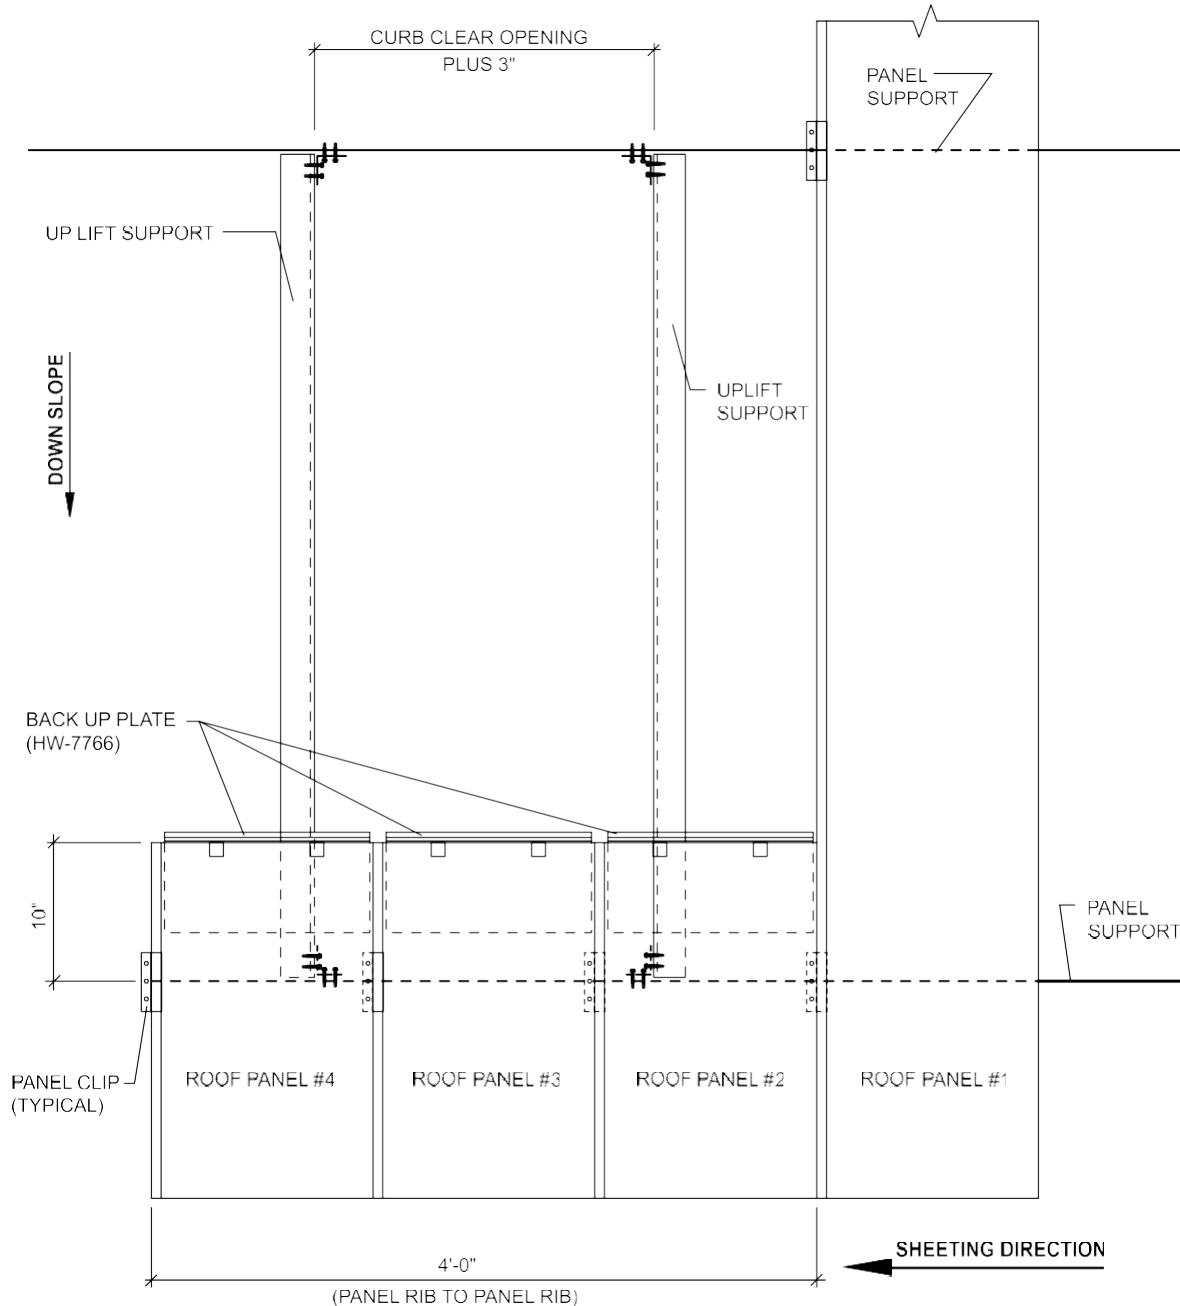 CURB CLEAR OPENING
PLUS 3"
PANEL
SUPPORT
UP LIFT SUPPORT
DOWN SLOPE
UPLIFT
SUPPORT
BACK UP PLATE
(HW-7766)
10"
PANEL
SUPPORT
PANEL CLIP
(TYPICAL)
ROOF PANEL #4
ROOF PANEL #3
ROOF PANEL #2
ROOF PANEL #1
SHEETING DIRECTION
4'-0"
(PANEL RIB TO PANEL RIB)